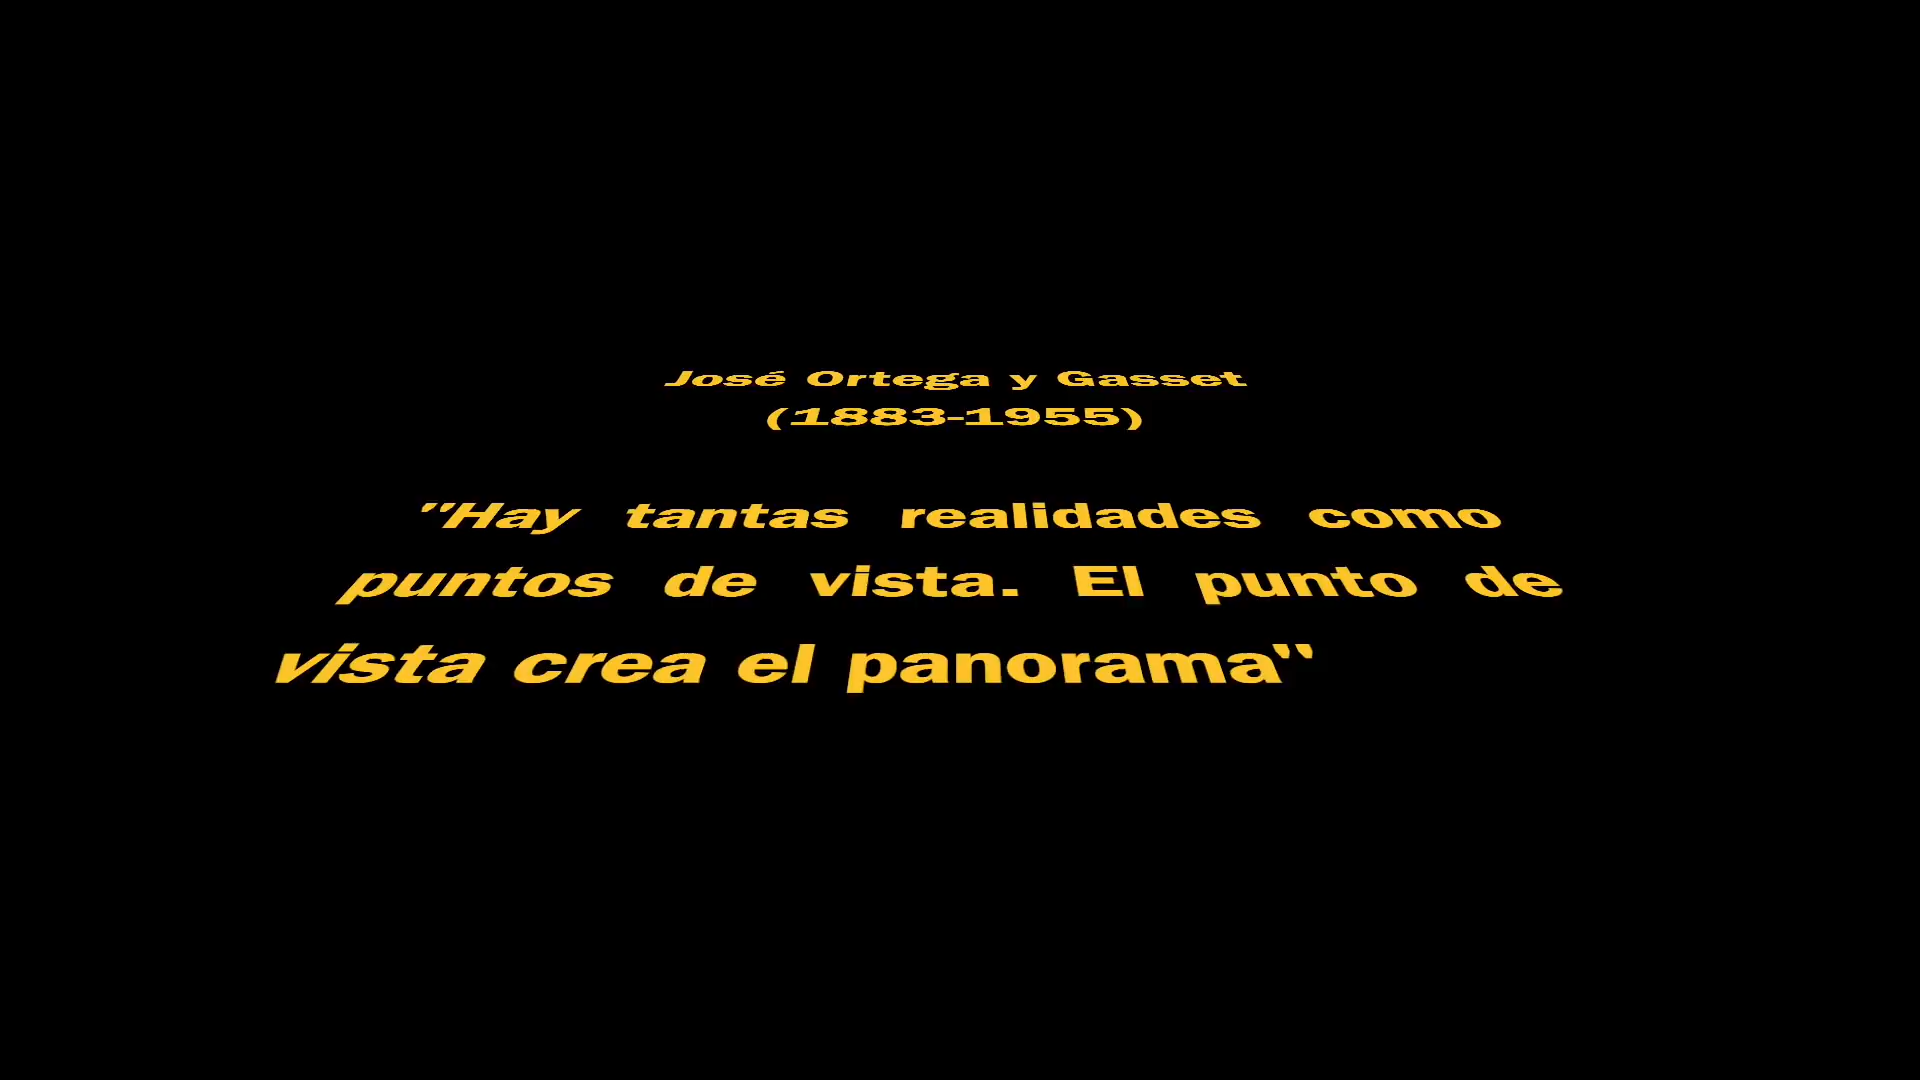 José Ortega y Gasset
(1883-1955)
"Hay tantas realidades como
puntos de vista. El punto de
vista crea el panorama"